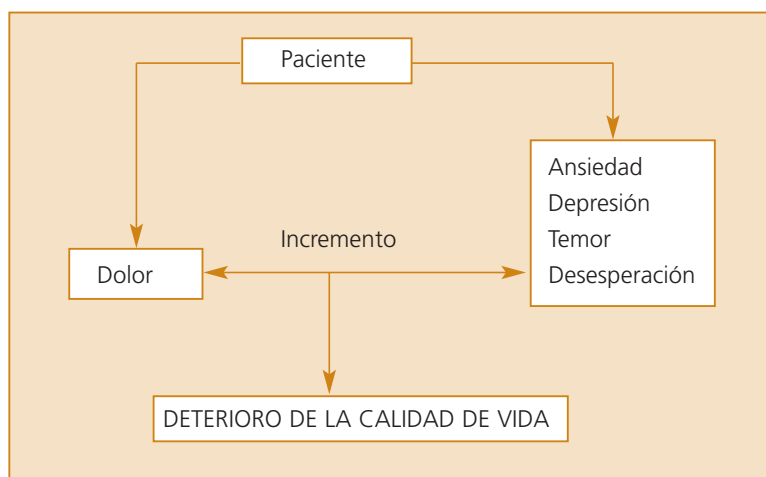 Paciente
Ansiedad
Depresión
Temor
Desesperación
Incremento
Dolor
DETERIORO DE LA CALIDAD DE VIDA